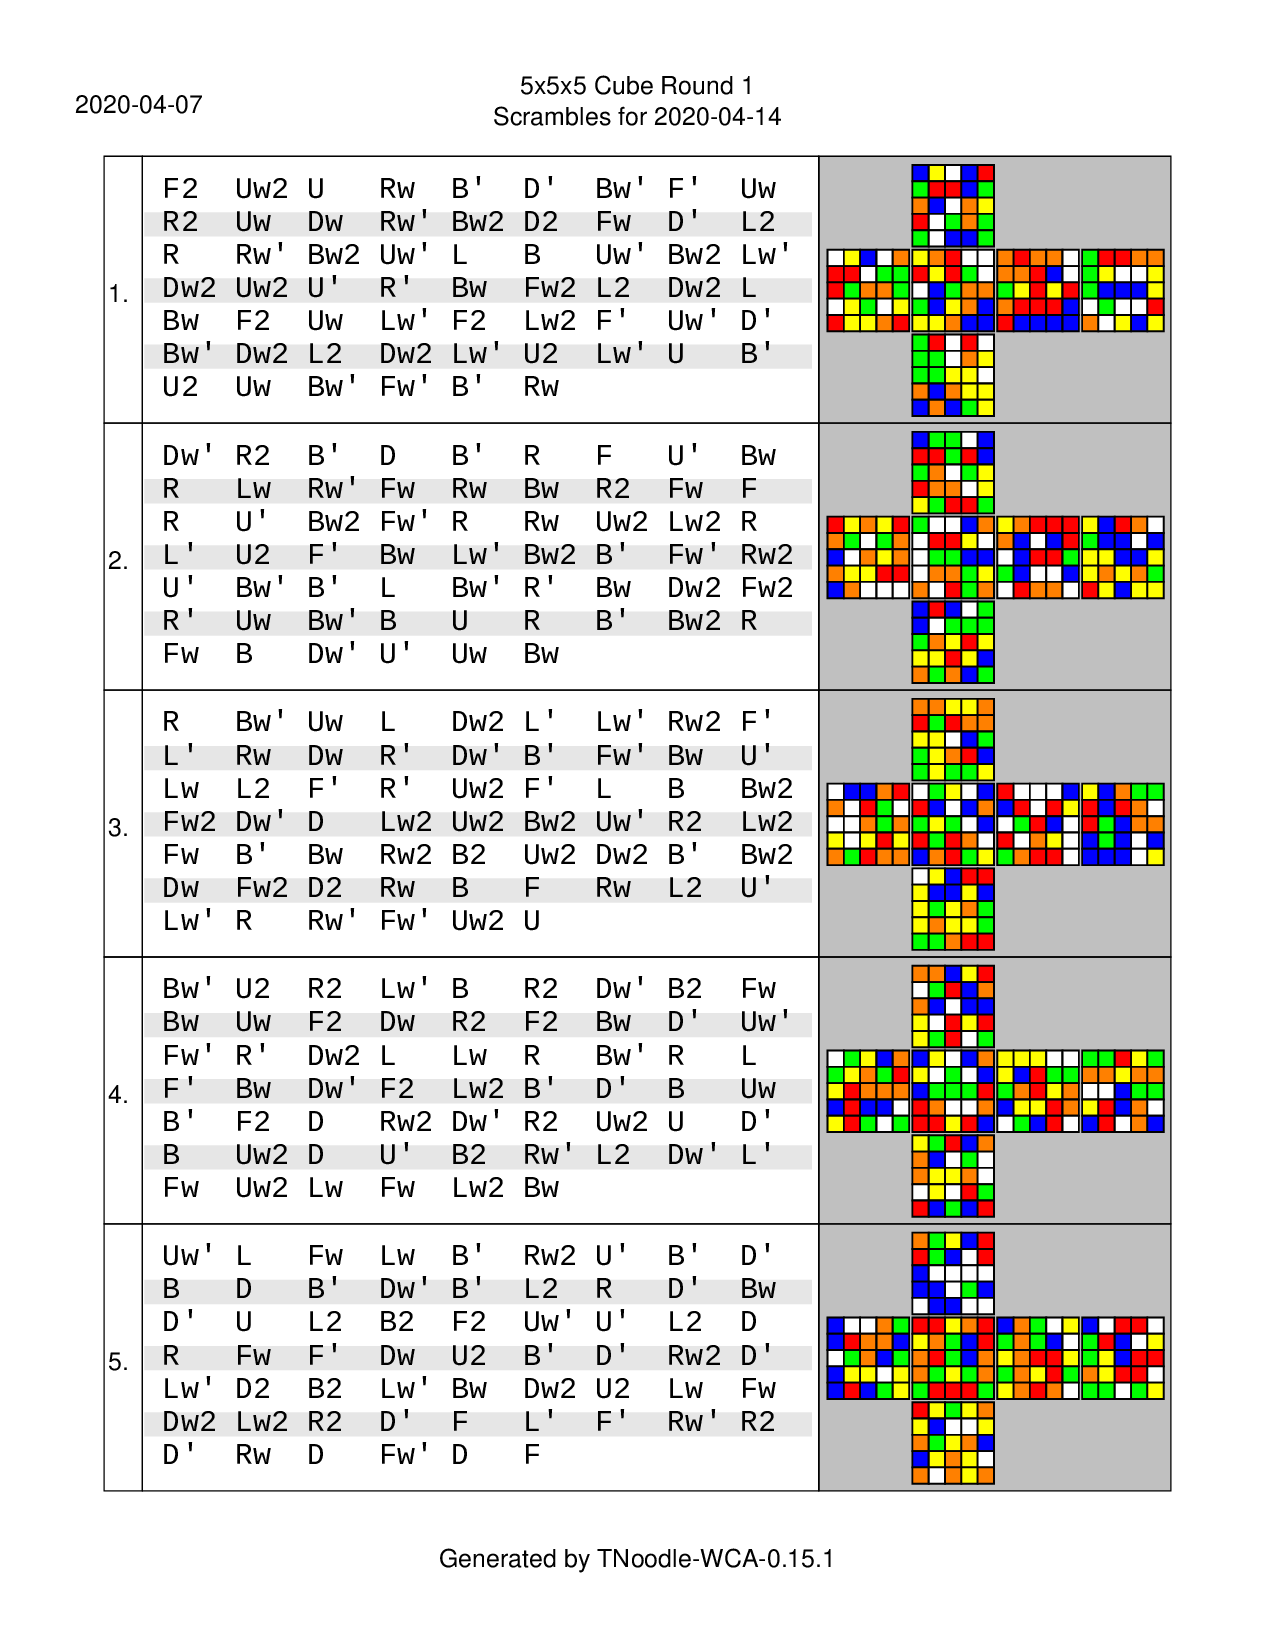 5x5x5 Cube Round 1
2020-04-07
Scrambles for 2020-04-14
1.
F2 Uw2 U Rw B' D' Bw' F' Uw
R2 Uw Dw Rw' Bw2 D2 Fw D' L2
R Rw' Bw2 Uw' L B Uw' Bw2 Lw'
Dw2 Uw2 U' R' Bw Fw2 L2 Dw2 L
Bw F2 Uw Lw' F2 Lw2 F' Uw' D'
Bw' Dw2 L2 Dw2 Lw' U2 Lw' U B'
U2 Uw Bw' Fw' B' Rw
2.
Dw' R2 B' D B' R F U' Bw
R Lw Rw' Fw Rw Bw R2 Fw F
R U' Bw2 Fw' R Rw Uw2 Lw2 R
L' U2 F' Bw Lw' Bw2 B' Fw' Rw2
U' Bw' B' L Bw' R' Bw Dw2 Fw2
R' Uw Bw' B U R B' Bw2 R
Fw B Dw' U' Uw Bw
3.
R Bw' Uw L Dw2 L' Lw' Rw2 F'
L' Rw Dw R' Dw' B' Fw' Bw U'
Lw L2 F' R' Uw2 F' L B Bw2
Fw2 Dw' D Lw2 Uw2 Bw2 Uw' R2 Lw2
Fw B' Bw Rw2 B2 Uw2 Dw2 B' Bw2
Dw Fw2 D2 Rw B F Rw L2 U'
Lw' R Rw' Fw' Uw2 U
4.
Bw' U2 R2 Lw' B R2 Dw' B2 Fw
Bw Uw F2 Dw R2 F2 Bw D' Uw'
Fw' R' Dw2 L Lw R Bw' R L
F' Bw Dw' F2 Lw2 B' D' B Uw
B' F2 D Rw2 Dw' R2 Uw2 U D'
B Uw2 D U' B2 Rw' L2 Dw' L'
Fw Uw2 Lw Fw Lw2 Bw
5.
Uw' L Fw Lw B' Rw2 U' B' D'
B D B' Dw' B' L2 R D' Bw
D' U L2 B2 F2 Uw' U' L2 D
R Fw F' Dw U2 B' D' Rw2 D'
Lw' D2 B2 Lw' Bw Dw2 U2 Lw Fw
Dw2 Lw2 R2 D' F L' F' Rw' R2
D' Rw D Fw' D F
Generated by TNoodle-WCA-0.15.1